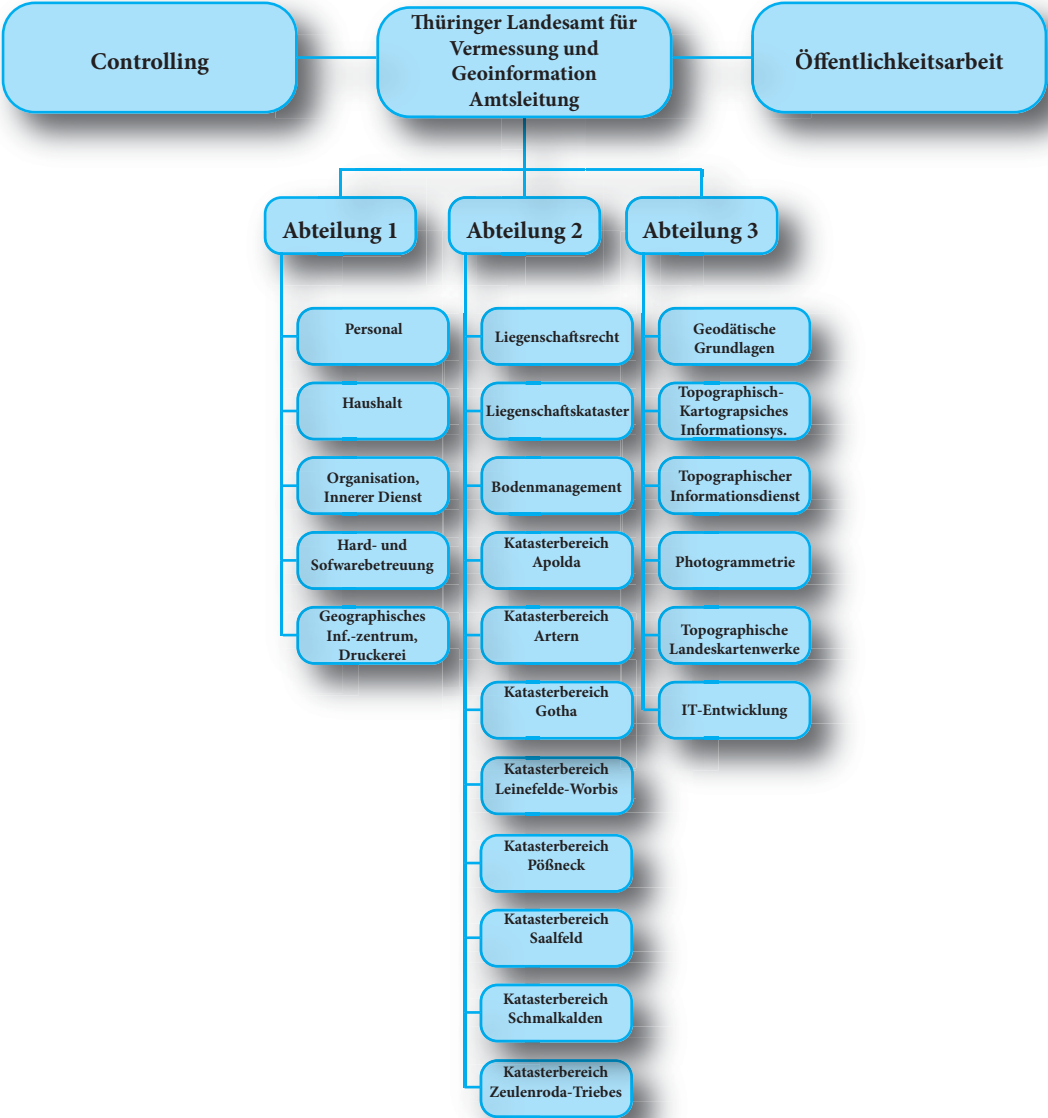 Controlling
Thüringer Landesamt für
Vermessung und
Geoinformation
Amtsleitung
Öffentlichkeitsarbeit
Abteilung 1
Abteilung 2
Abteilung 3
Personal
Haushalt
Organisation,
Innerer Dienst
Hard- und
Sofwarebetreuung
Geographisches
Inf.-zentrum,
Druckerei
Liegenschaftsrecht
Liegenschaftskataster
Bodenmanagement
Katasterbereich
Apolda
Katasterbereich
Artern
Katasterbereich
Gotha
Katasterbereich
Leinefelde-Worbis
Katasterbereich
Pößneck
Katasterbereich
Saalfeld
Katasterbereich
Schmalkalden
Katasterbereich
Zeulenroda-Triebes
Geodätische
Grundlagen
Topographisch-
Kartograpsiches
Informationsys.
Topographischer
Informationsdienst
Photogrammetrie
Topographische
Landeskartenwerke
IT-Entwicklung